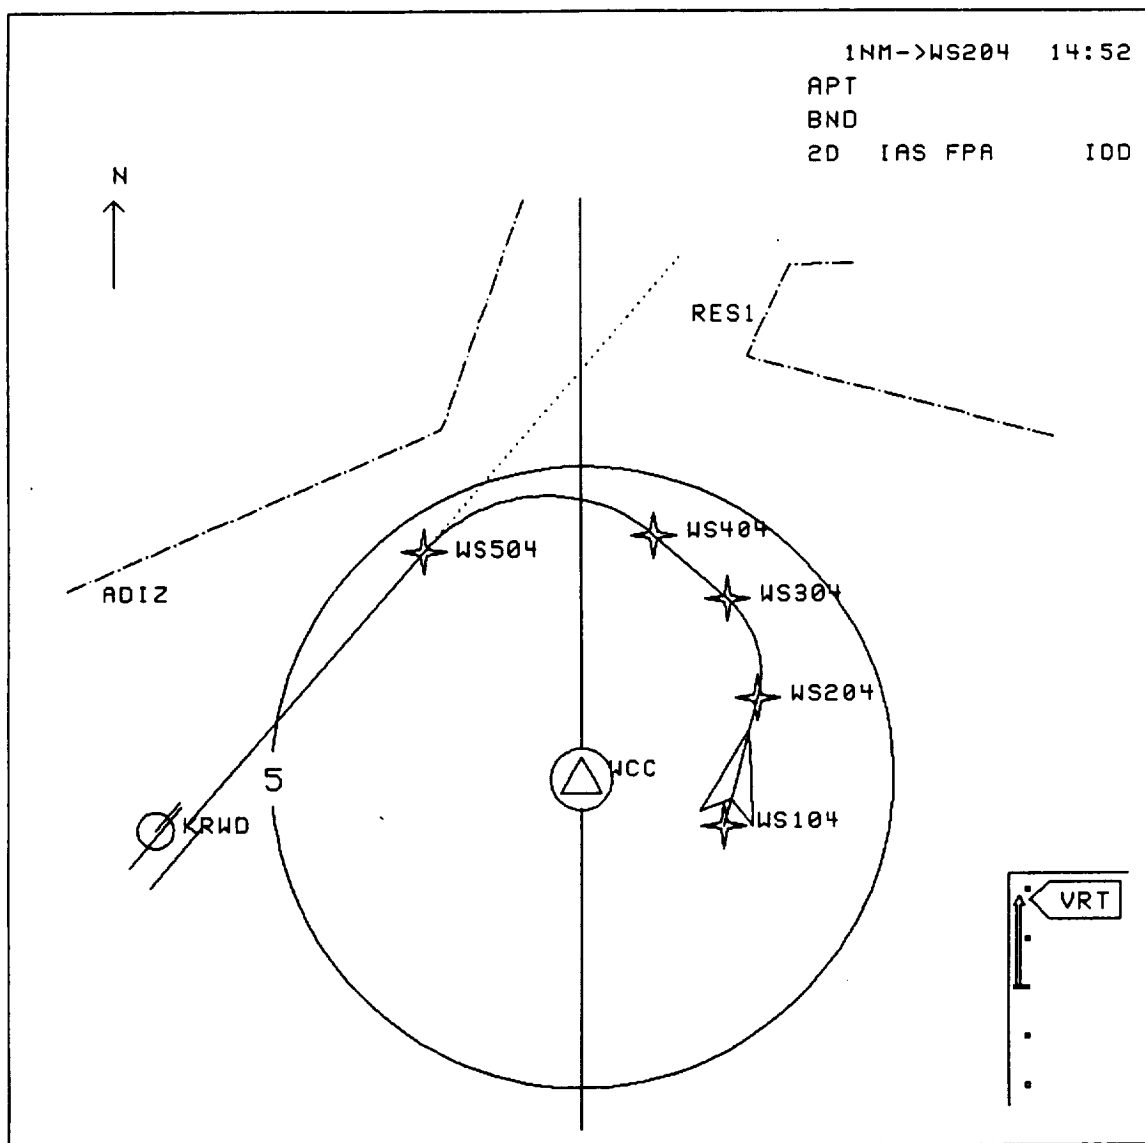 1NM->WS204 14:52
APT
BND
2D IAS FPA IDD
N
RES1
WS504
WS404
ADIZ
WS304
WS204
5
WCC
KRWD
WS104
VRT